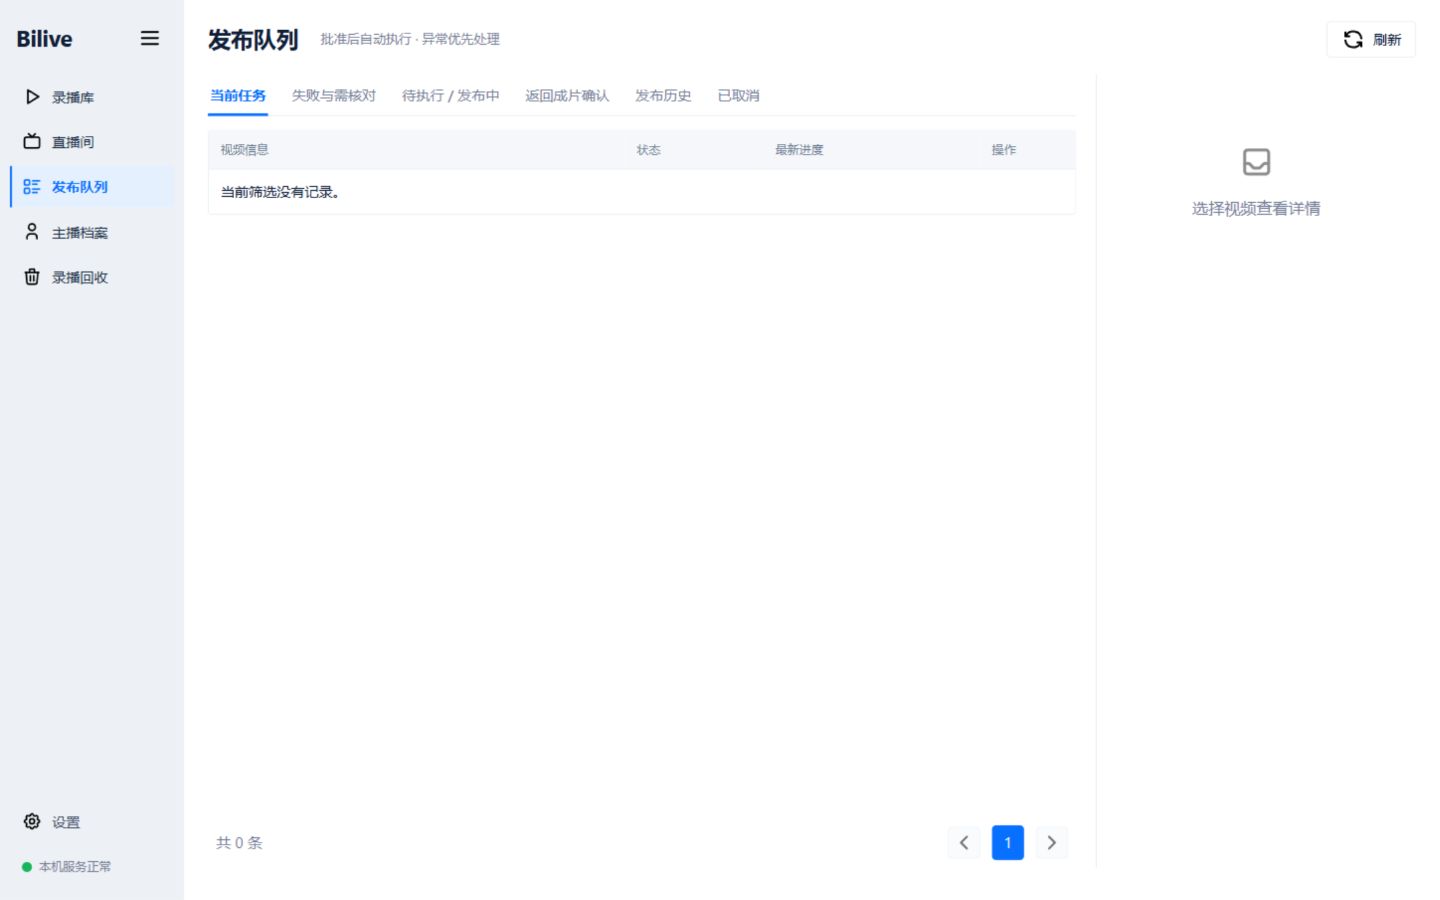 Bilive
录播库
直播间
发布队列
主播档案
录播回收
设置
本机服务正常
发布队列 批准后自动执行 · 异常优先处理
刷新
当前任务 失败与需核对 待执行 / 发布中 返回成片确认 发布历史 已取消
视频信息 状态 最新进度 操作
当前筛选没有记录。
共 0 条
1
选择视频查看详情